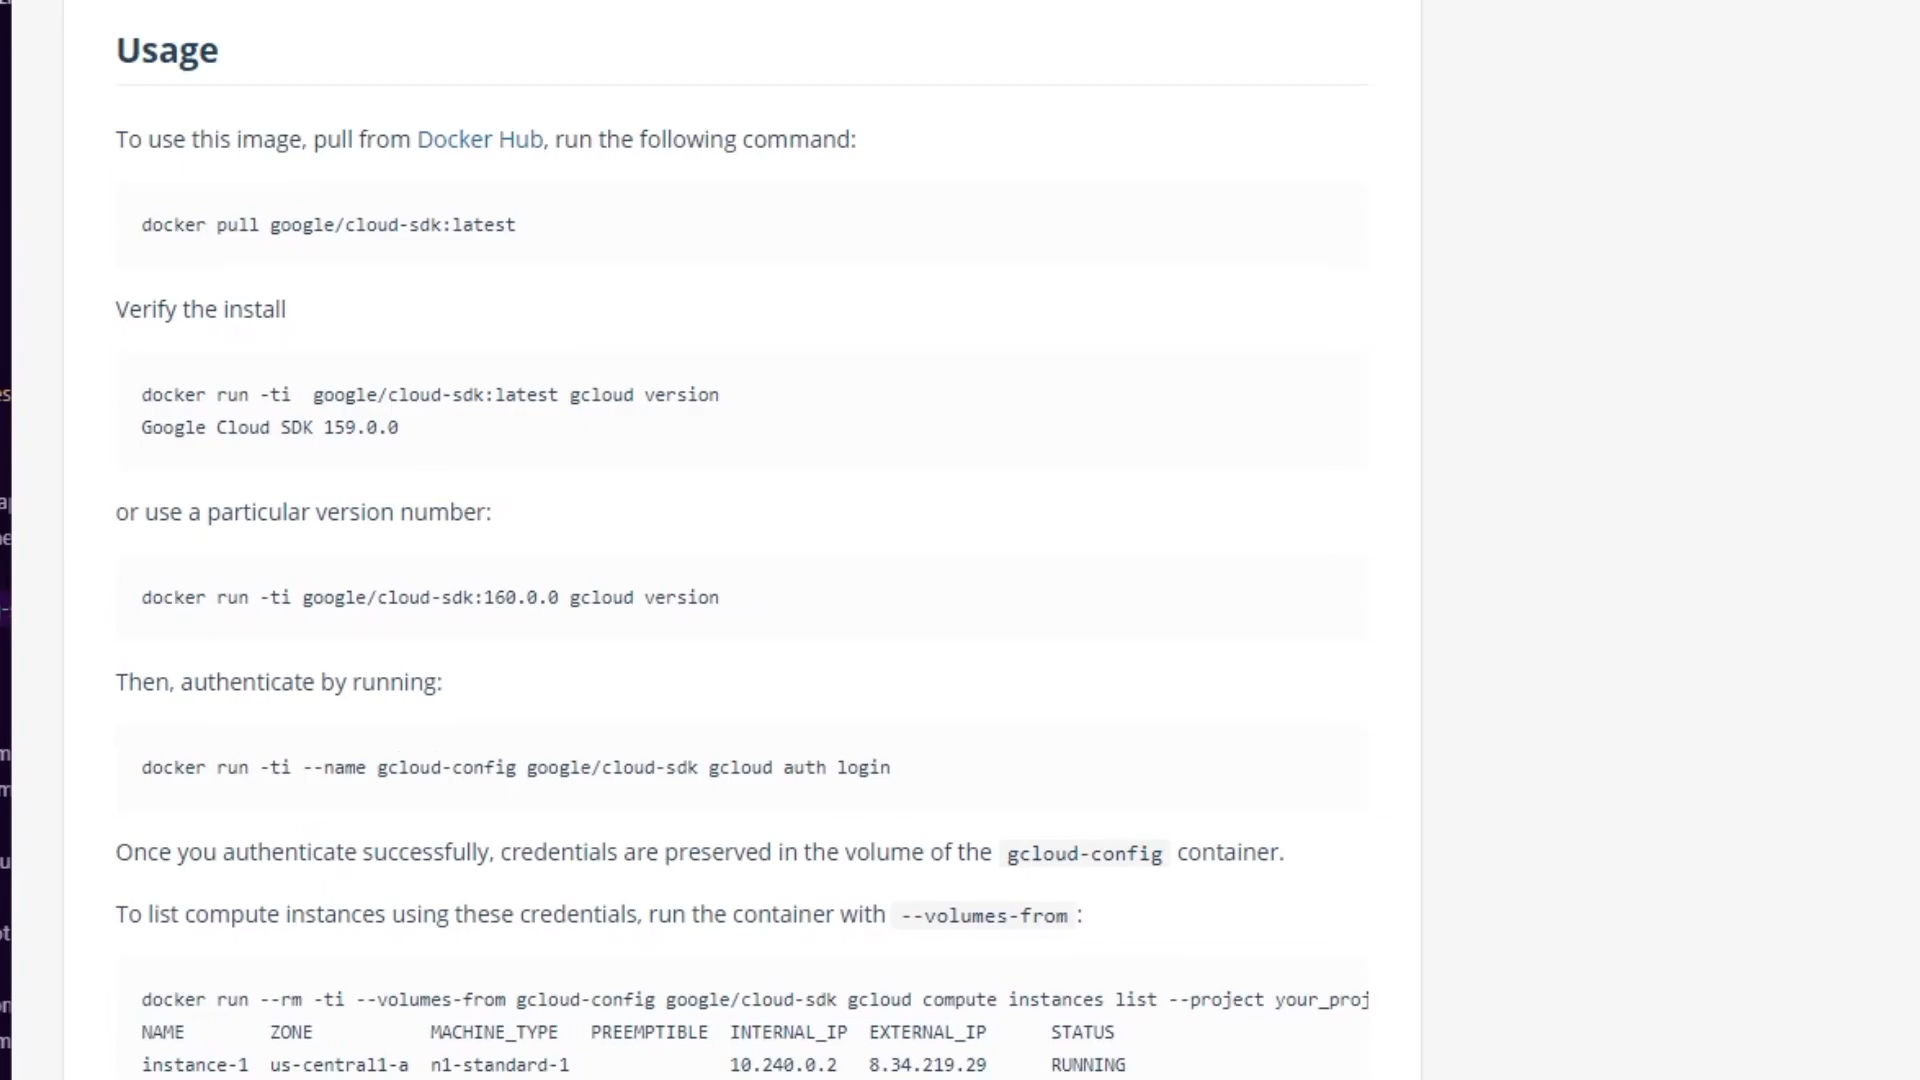 Usage
To use this image, pull from Docker Hub, run the following command:
docker pull google/cloud-sdk:latest
Verify the install
docker run -ti  google/cloud-sdk:latest gcloud version
Google Cloud SDK 159.0.0
or use a particular version number:
docker run -ti google/cloud-sdk:160.0.0 gcloud version
Then, authenticate by running:
docker run -ti --name gcloud-config google/cloud-sdk gcloud auth login
Once you authenticate successfully, credentials are preserved in the volume of the gcloud-config container.
To list compute instances using these credentials, run the container with --volumes-from :
docker run --rm -ti --volumes-from gcloud-config google/cloud-sdk gcloud compute instances list --project your_proj
NAME        ZONE           MACHINE_TYPE   PREEMPTIBLE  INTERNAL_IP  EXTERNAL_IP      STATUS
instance-1  us-central1-a  n1-standard-1               10.240.0.2   8.34.219.29      RUNNING